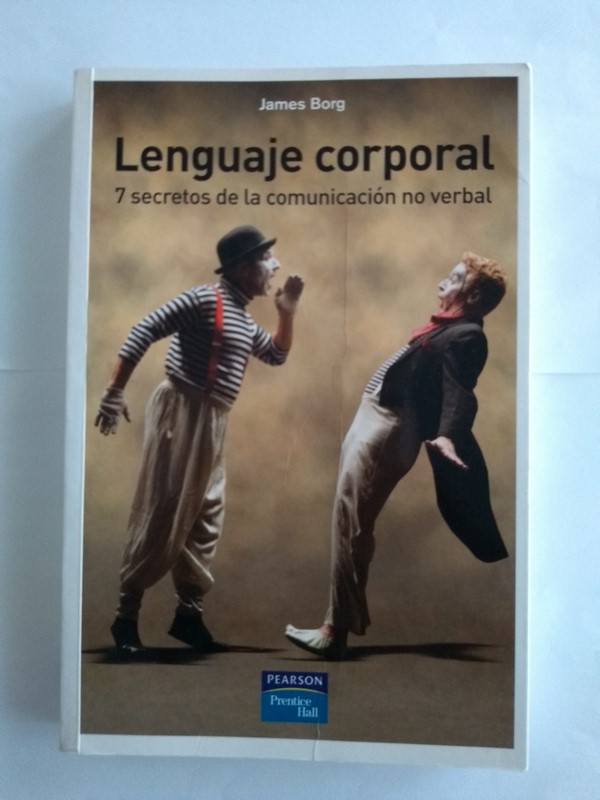 James Borg
Lenguaje corporal
7 secretos de la comunicación no verbal
PEARSON
Prentice
Hall